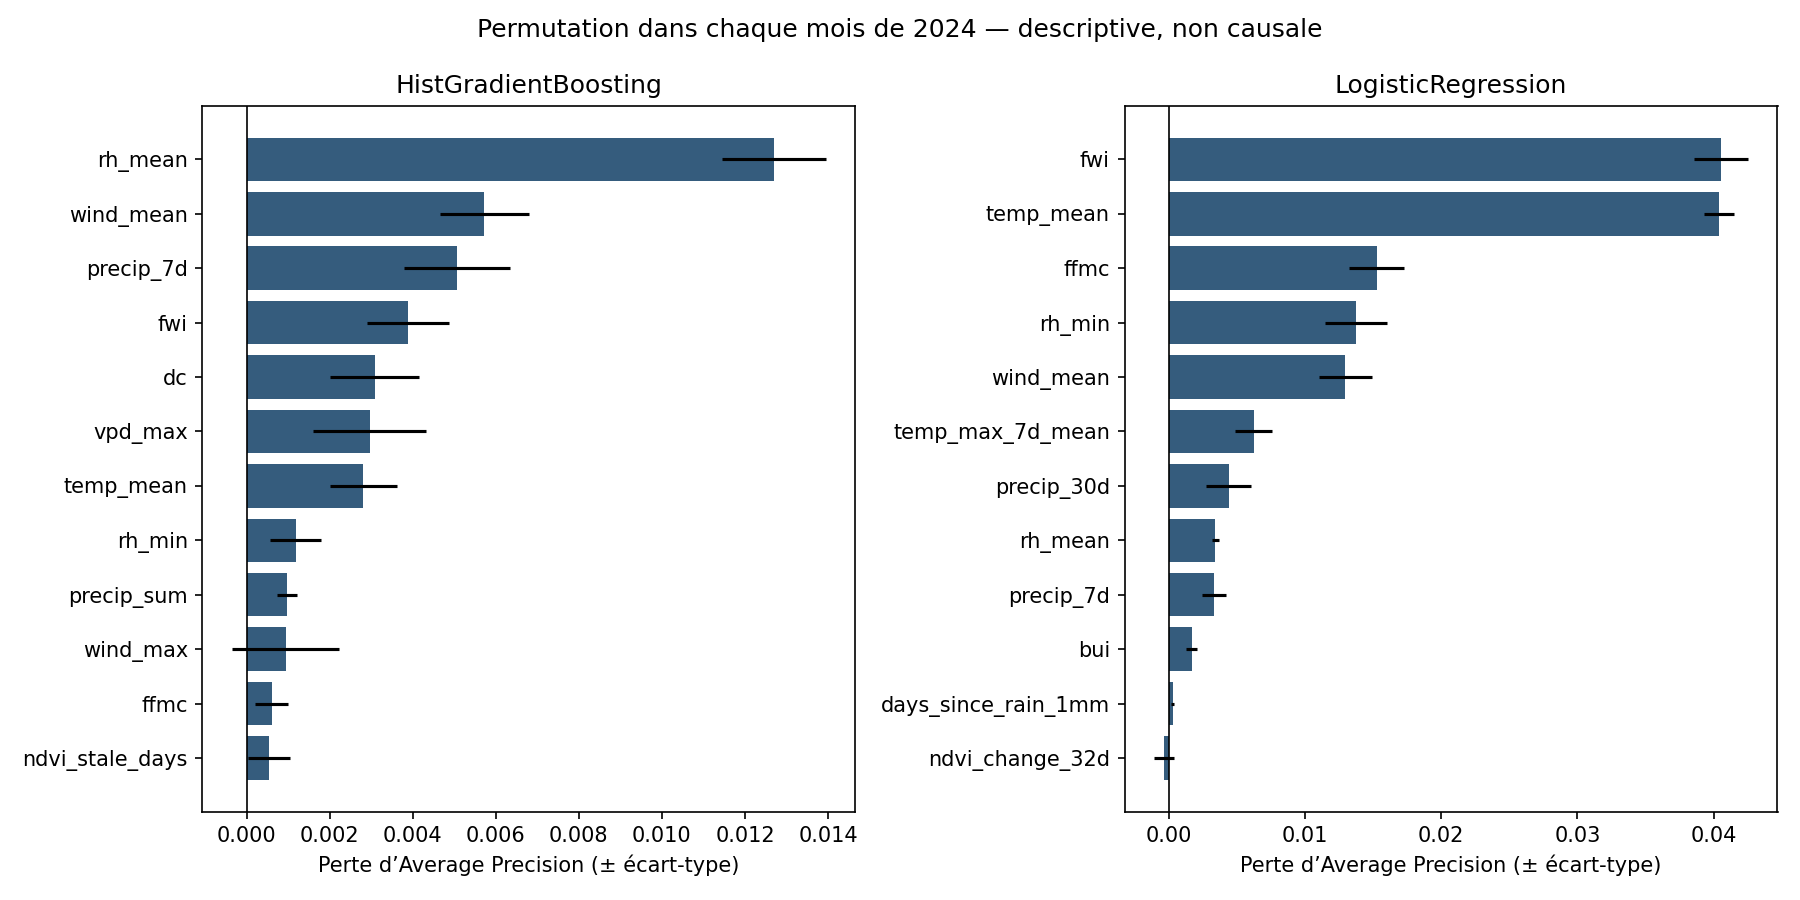 Permutation dans chaque mois de 2024 — descriptive, non causale
HistGradientBoosting
rh_mean
wind_mean
precip_7d
fwi
dc
vpd_max
temp_mean
rh_min
precip_sum
wind_max
ffmc
ndvi_stale_days
0.000 0.002 0.004 0.006 0.008 0.010 0.012 0.014
Perte d’Average Precision (± écart-type)
LogisticRegression
fwi
temp_mean
ffmc
rh_min
wind_mean
temp_max_7d_mean
precip_30d
rh_mean
precip_7d
bui
days_since_rain_1mm
ndvi_change_32d
0.00 0.01 0.02 0.03 0.04
Perte d’Average Precision (± écart-type)